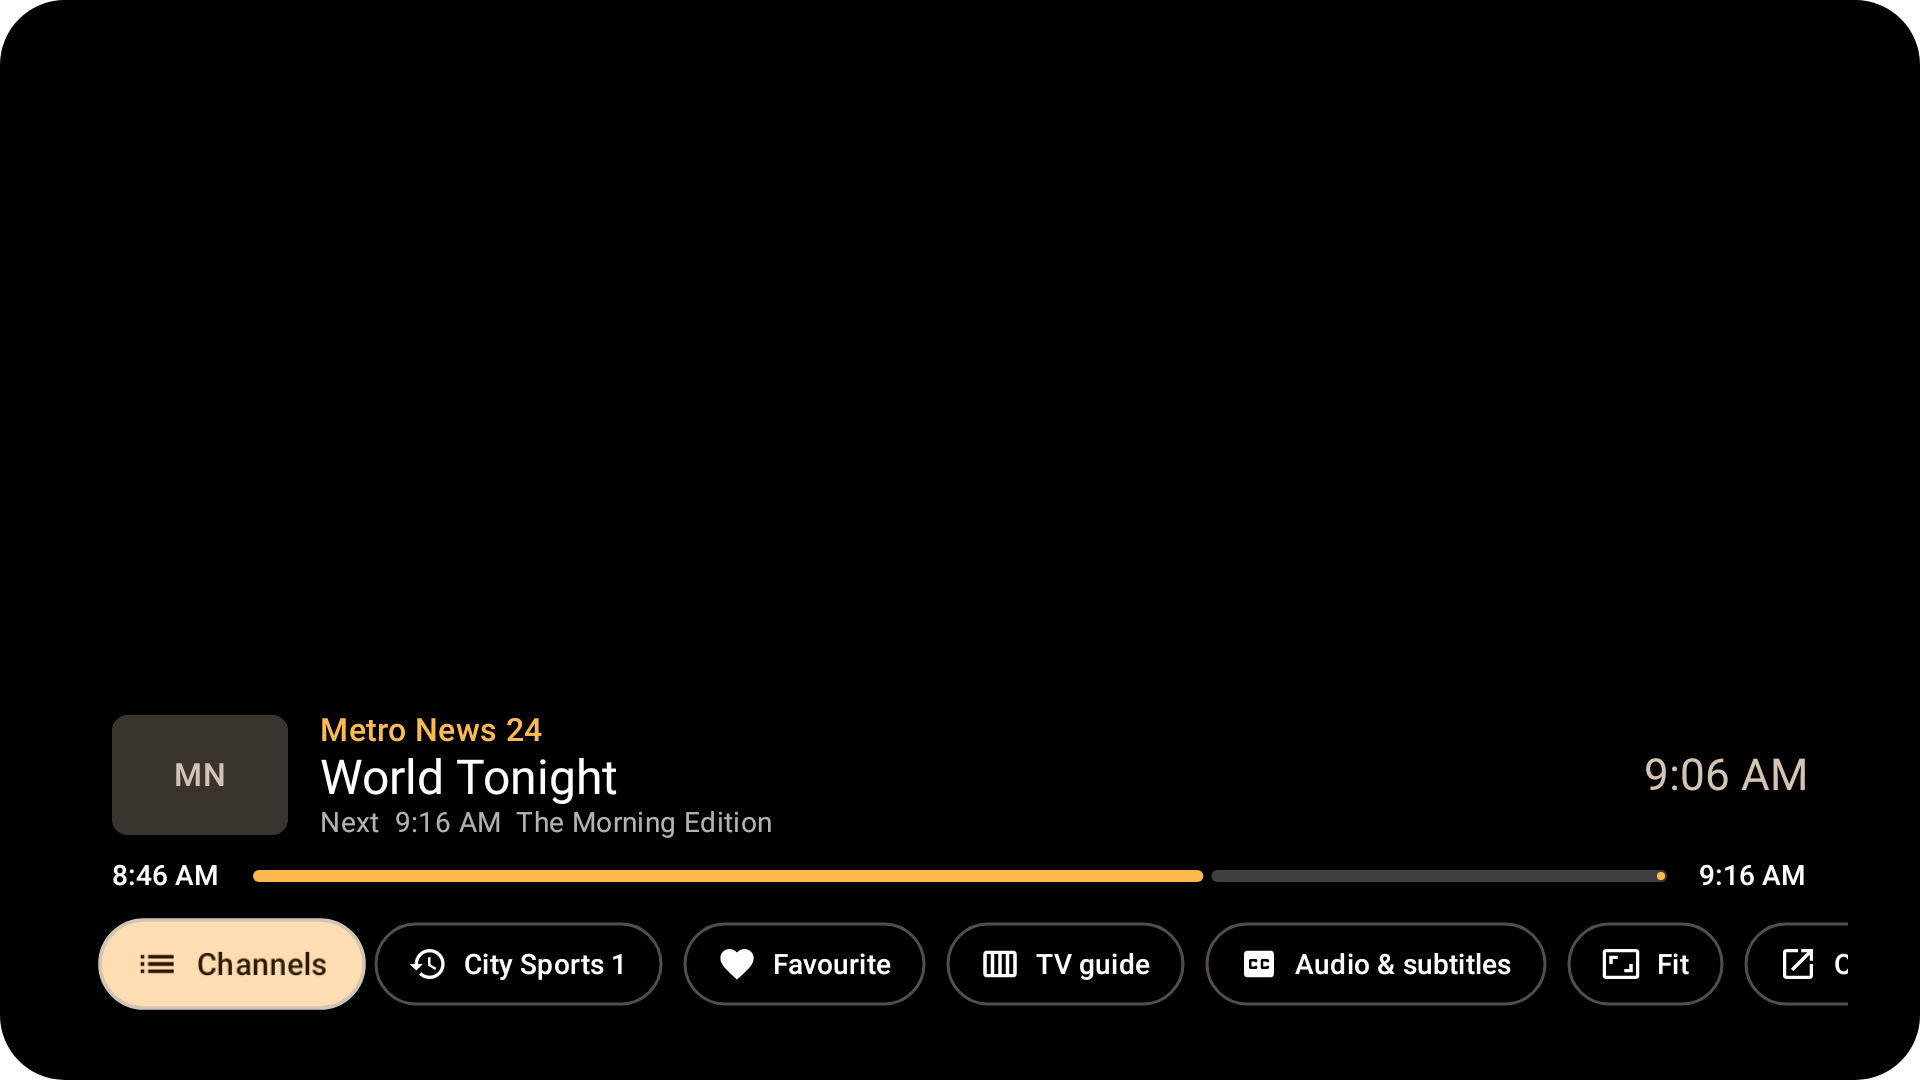 MN
Metro News 24
World Tonight
Next 9:16 AM The Morning Edition
9:06 AM
8:46 AM
9:16 AM
Channels
City Sports 1
Favourite
TV guide
Audio & subtitles
Fit